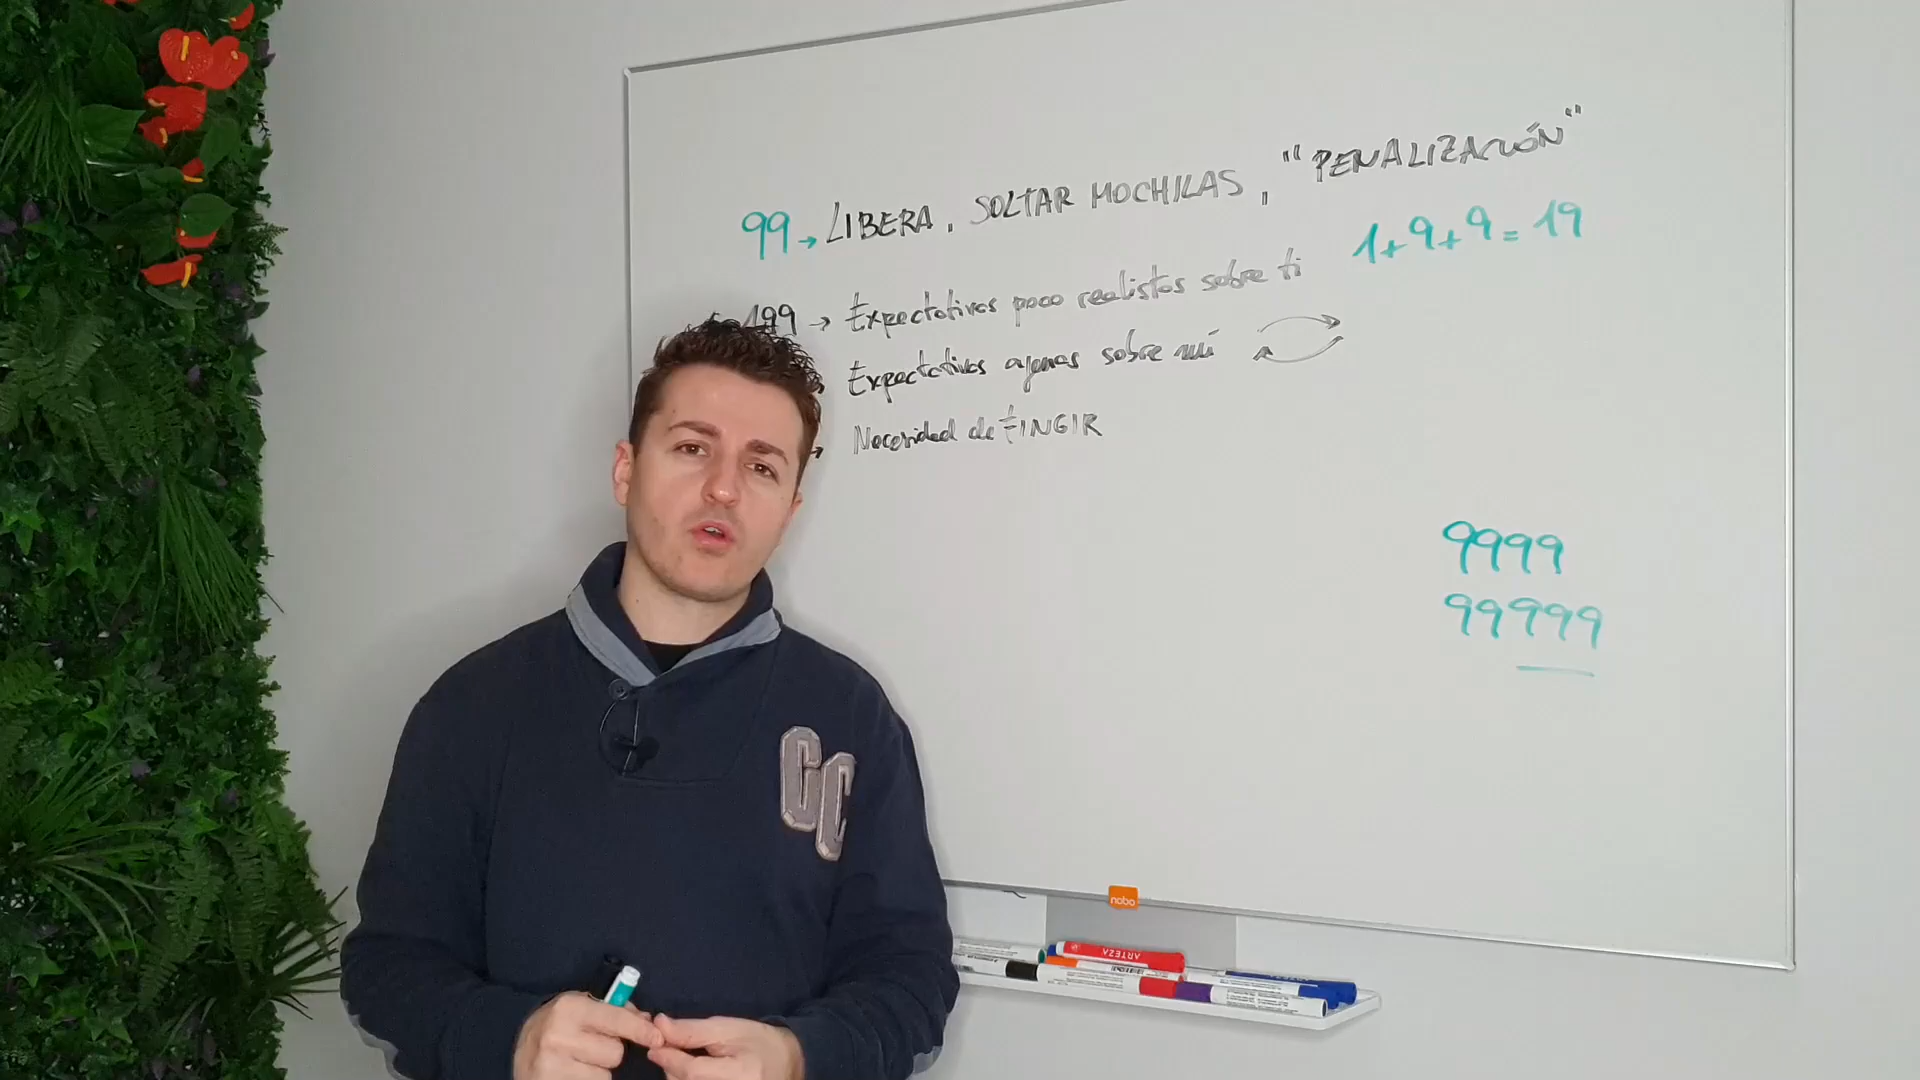 99 → LIBERA, SOLTAR MOCHILAS, "PENALIZACIÓN"
1+9+9=19
199 → Expectativas poco realistas sobre ti
Expectativas ajenas sobre mí
→ Necesidad de FINGIR
9999
99999
GC
nobo
ARTEZA